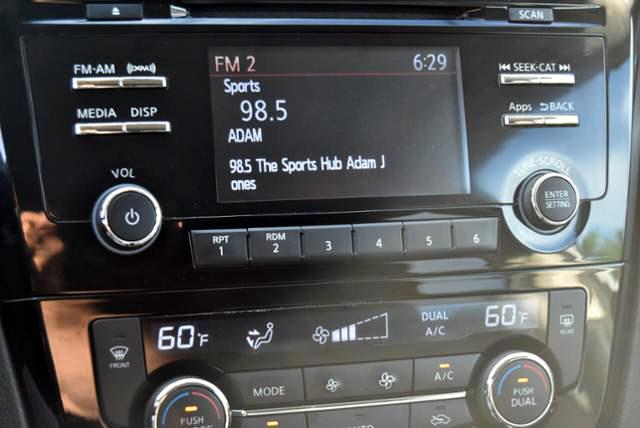 SCAN
FM·AM
MEDIA DISP
VOL
FM 2 6:29
Sports
98.5
ADAM
98.5 The Sports Hub Adam J
ones
SEEK·CAT
Apps BACK
TUNE·SCROLL
ENTER
SETTING
RPT
1
RDM
2
3
4
5
6
60°F
DUAL
A/C
60°F
FRONT
REAR
MODE
A/C
PUSH
PUSH
DUAL